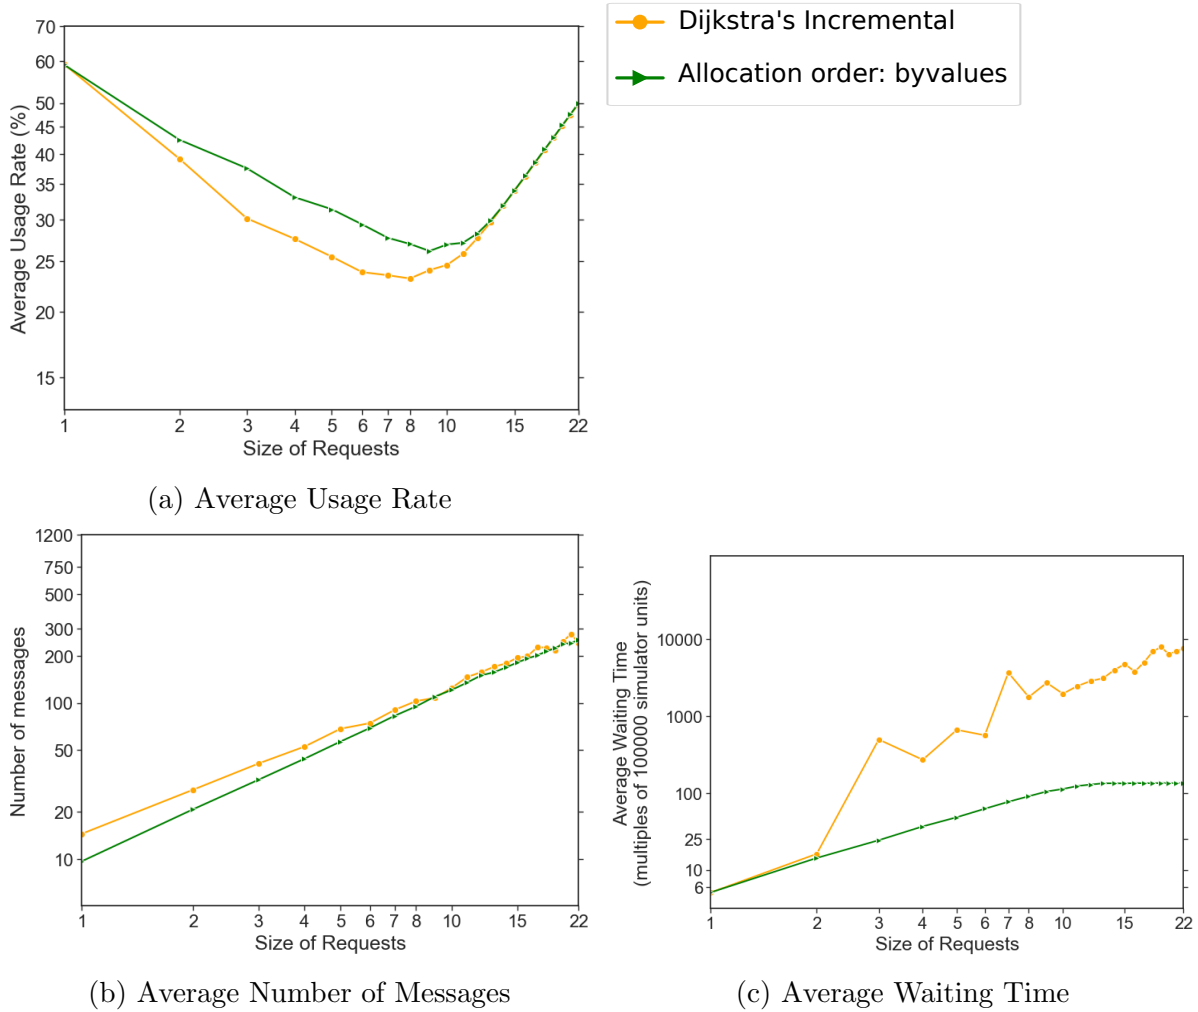 Dijkstra's Incremental
Allocation order: byvalues
70
60
50
45
40
35
30
25
20
15
Average Usage Rate (%)
1 2 3 4 5 6 7 8 10 15 22
Size of Requests
(a) Average Usage Rate
1200
750
500
300
200
100
50
20
10
Number of messages
1 2 3 4 5 6 7 8 10 15 22
Size of Requests
(b) Average Number of Messages
10000
1000
100
25
10
6
Average Waiting Time
(multiples of 100000 simulator units)
1 2 3 4 5 6 7 8 10 15 22
Size of Requests
(c) Average Waiting Time